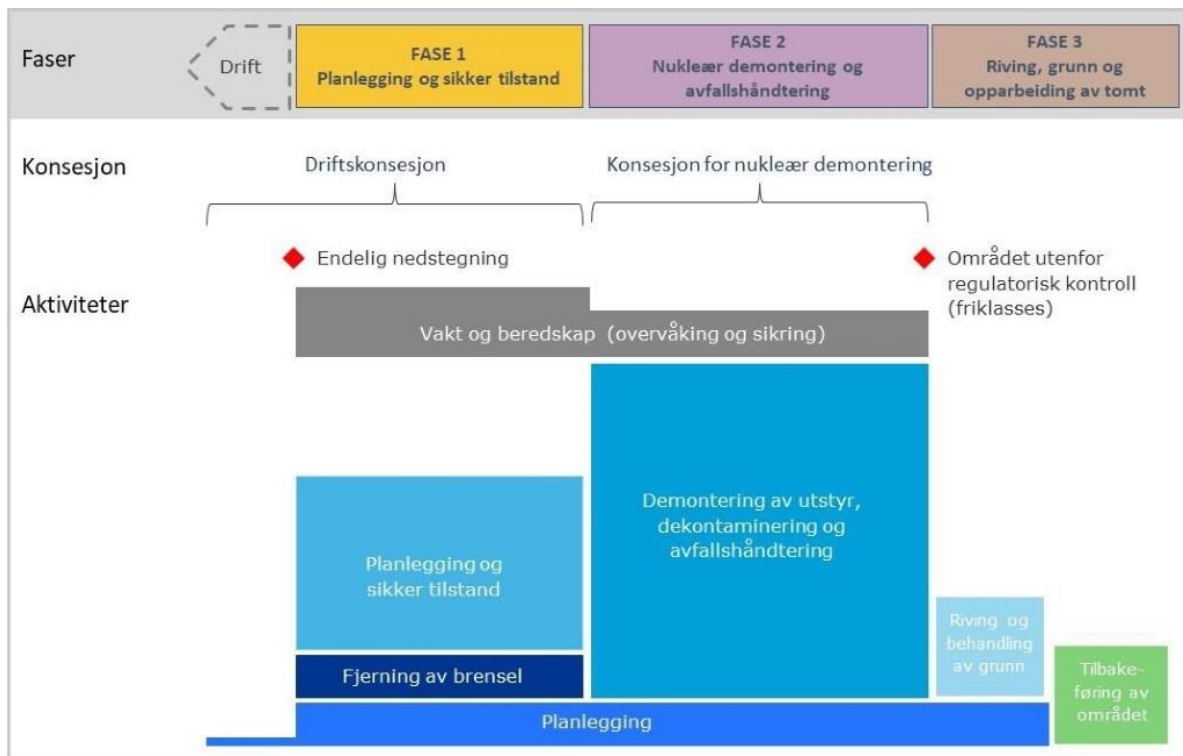 Faser
Drift
FASE 1
Planlegging og sikker tilstand
FASE 2
Nukleær demontering og
avfallshåndtering
FASE 3
Riving, grunn og
opparbeiding av tomt
Konsesjon
Driftskonsesjon
Konsesjon for nukleær demontering
Endelig nedstegning
Området utenfor
regulatorisk kontroll
(friklasses)
Aktiviteter
Vakt og beredskap (overvåking og sikring)
Planlegging og
sikker tilstand
Demontering av utstyr,
dekontaminering og
avfallshåndtering
Riving og
behandling
av grunn
Fjerning av brensel
Tilbake-
føring av
området
Planlegging